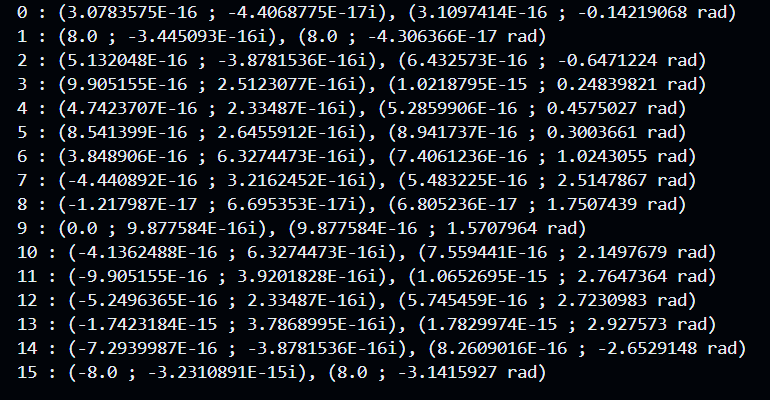 0 : (3.0783575E-16 ; -4.4068775E-17i), (3.1097414E-16 ; -0.14219068 rad)
1 : (8.0 ; -3.445093E-16i), (8.0 ; -4.306366E-17 rad)
2 : (5.132048E-16 ; -3.8781536E-16i), (6.432573E-16 ; -0.6471224 rad)
3 : (9.905155E-16 ; 2.5123077E-16i), (1.0218795E-15 ; 0.24839821 rad)
4 : (4.7423707E-16 ; 2.33487E-16i), (5.2859906E-16 ; 0.4575027 rad)
5 : (8.541399E-16 ; 2.6455912E-16i), (8.941737E-16 ; 0.3003661 rad)
6 : (3.848906E-16 ; 6.3274473E-16i), (7.4061236E-16 ; 1.0243055 rad)
7 : (-4.440892E-16 ; 3.2162452E-16i), (5.483225E-16 ; 2.5147867 rad)
8 : (-1.217987E-17 ; 6.695353E-17i), (6.805236E-17 ; 1.7507439 rad)
9 : (0.0 ; 9.877584E-16i), (9.877584E-16 ; 1.5707964 rad)
10 : (-4.1362488E-16 ; 6.3274473E-16i), (7.559441E-16 ; 2.1497679 rad)
11 : (-9.905155E-16 ; 3.9201828E-16i), (1.0652695E-15 ; 2.7647364 rad)
12 : (-5.2496365E-16 ; 2.33487E-16i), (5.745459E-16 ; 2.7230983 rad)
13 : (-1.7423184E-15 ; 3.7868995E-16i), (1.7829974E-15 ; 2.927573 rad)
14 : (-7.2939987E-16 ; -3.8781536E-16i), (8.2609016E-16 ; -2.6529148 rad)
15 : (-8.0 ; -3.2310891E-15i), (8.0 ; -3.1415927 rad)